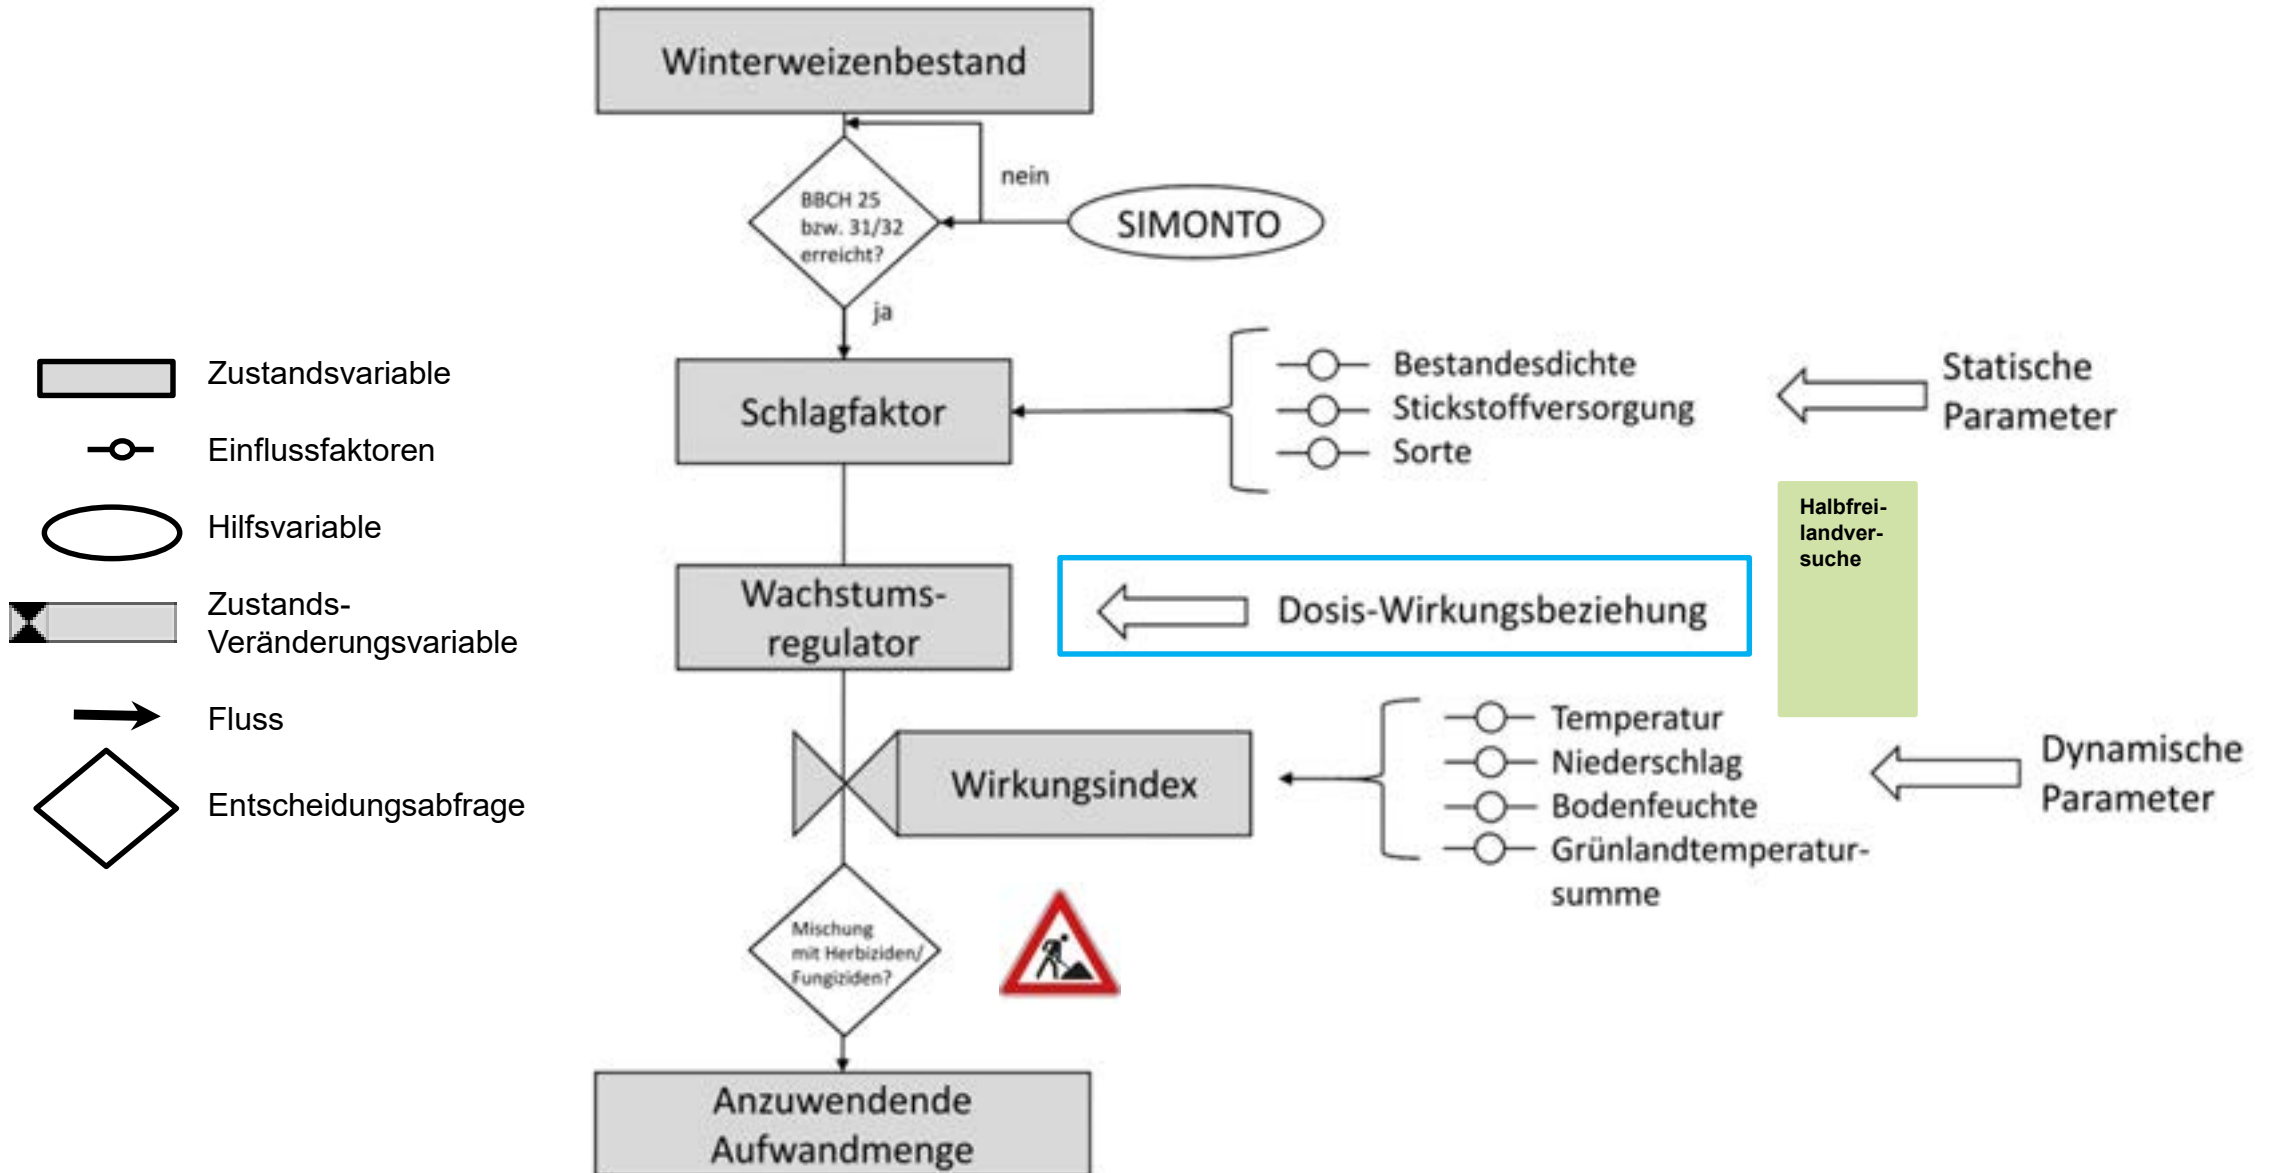 Winterweizenbestand
nein
BBCH 25
bzw. 31/32
erreicht?
SIMONTO
ja
Zustandsvariable
Einflussfaktoren
Hilfsvariable
Zustands-
Veränderungsvariable
Fluss
Entscheidungsabfrage
Schlagfaktor
Bestandesdichte
Stickstoffversorgung
Sorte
Statische
Parameter
Halbfrei-
landver-
suche
Wachstums-
regulator
Dosis-Wirkungsbeziehung
Wirkungsindex
Temperatur
Niederschlag
Bodenfeuchte
Grünlandtemperatur-
summe
Dynamische
Parameter
Mischung
mit Herbiziden/
Fungiziden?
Anzuwendende
Aufwandmenge